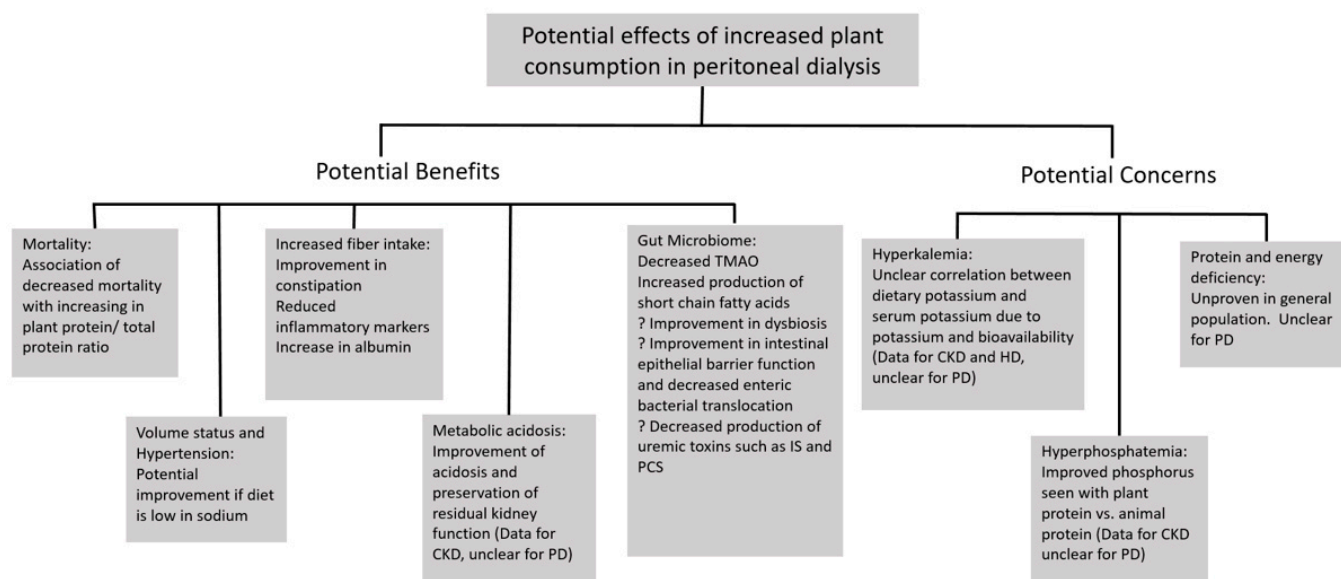 Potential effects of increased plant
consumption in peritoneal dialysis
Potential Benefits
Potential Concerns
Mortality:
Association of
decreased mortality
with increasing in
plant protein/ total
protein ratio
Volume status and
Hypertension:
Potential
improvement if diet
is low in sodium
Increased fiber intake:
Improvement in
constipation
Reduced
inflammatory markers
Increase in albumin
Metabolic acidosis:
Improvement of
acidosis and
preservation of
residual kidney
function (Data for
CKD, unclear for PD)
Gut Microbiome:
Decreased TMAO
Increased production of
short chain fatty acids
? Improvement in dysbiosis
? Improvement in intestinal
epithelial barrier function
and decreased enteric
bacterial translocation
? Decreased production of
uremic toxins such as IS and
PCS
Hyperkalemia:
Unclear correlation between
dietary potassium and
serum potassium due to
potassium and bioavailability
(Data for CKD and HD,
unclear for PD)
Hyperphosphatemia:
Improved phosphorus
seen with plant
protein vs. animal
protein (Data for CKD
unclear for PD)
Protein and energy
deficiency:
Unproven in general
population.  Unclear
for PD